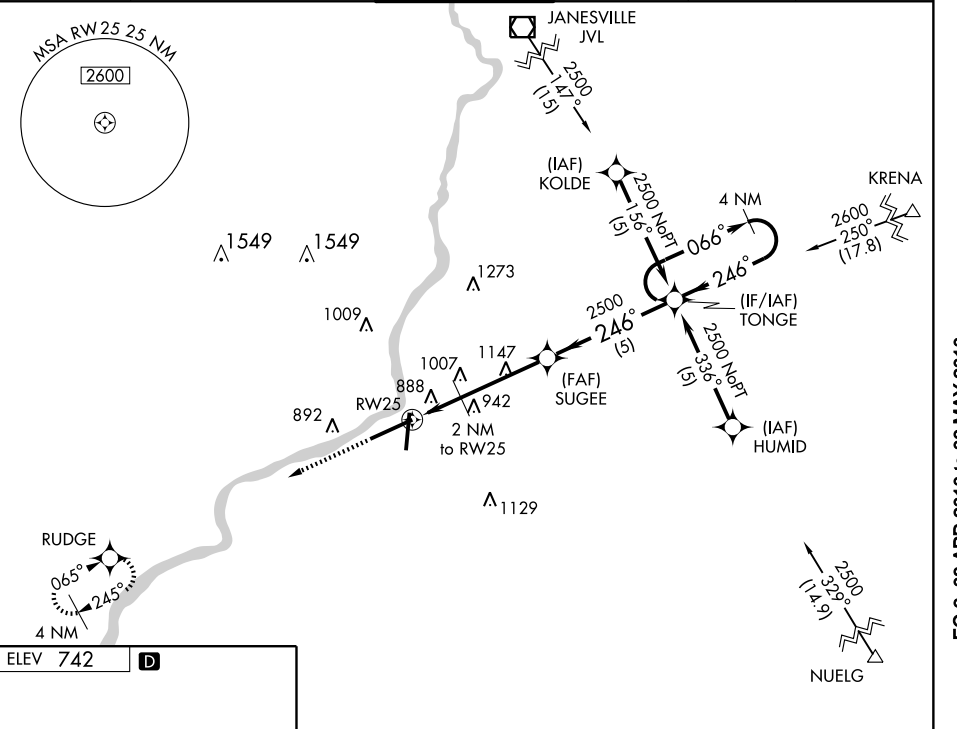 MSA RW25 25 NM
2600
JANESVILLE
JVL
2500
147°
(15)
(IAF)
KOLDE
2500 NoPT
156°
(5)
4 NM
066°
246°
KRENA
2600
250°
(17.8)
(IF/IAF)
TONGE
1549
1549
1273
1009
2500
246°
(5)
2500 NoPT
336°
(5)
1007
1147
888
(FAF)
SUGEE
RW25
942
892
2 NM
to RW25
(IAF)
HUMID
1129
RUDGE
065°
245°
4 NM
2500
329°
(14.9)
NUELG
ELEV 742
D